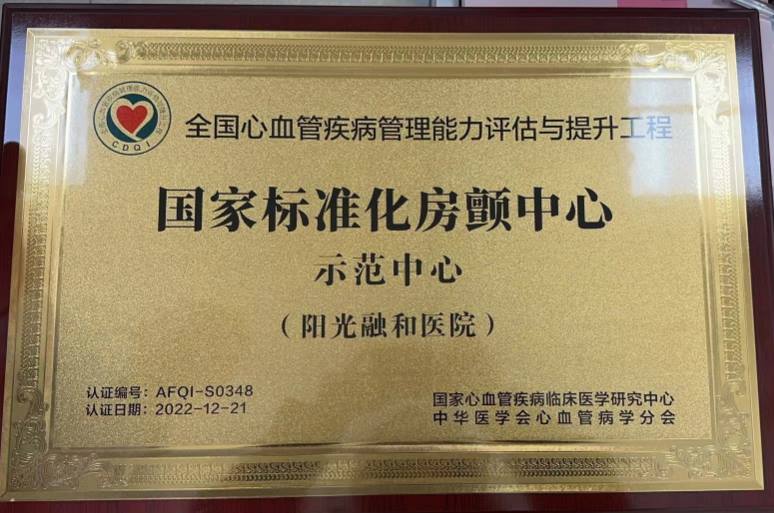 CDQI
全国心血管疾病管理能力评估与提升工程
国家标准化房颤中心
示范中心
（阳光融和医院）
认证编号：AFQI-S0348
认证日期：2022-12-21
国家心血管疾病临床医学研究中心
中华医学会心血管病学分会